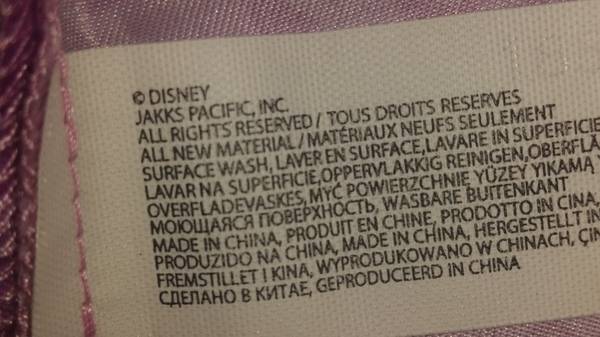 © DISNEY
JAKKS PACIFIC, INC.
ALL RIGHTS RESERVED / TOUS DROITS RESERVES
ALL NEW MATERIAL / MATÉRIAUX NEUFS SEULEMENT
SURFACE WASH, LAVER EN SURFACE, LAVARE IN SUPERFICIE
LAVAR NA SUPERFICIE, OPPERVLAKKIG REINIGEN, OBERFLÄ
OVERFLADEVASKES, MYĆ POWIERZCHNIĘ YÜZEY YIKAMA
МОЮЩАЯСЯ ПОВЕРХНОСТЬ, WASBARE BUITENKANT
MADE IN CHINA, PRODUIT EN CHINE, PRODOTTO IN CINA,
PRODUZIDO NA CHINA, MADE IN CHINA, HERGESTELLT IN
FREMSTILLET I KINA, WYPRODUKOWANO W CHINACH, ÇIN
СДЕЛАНО В КИТАЕ, GEPRODUCEERD IN CHINA